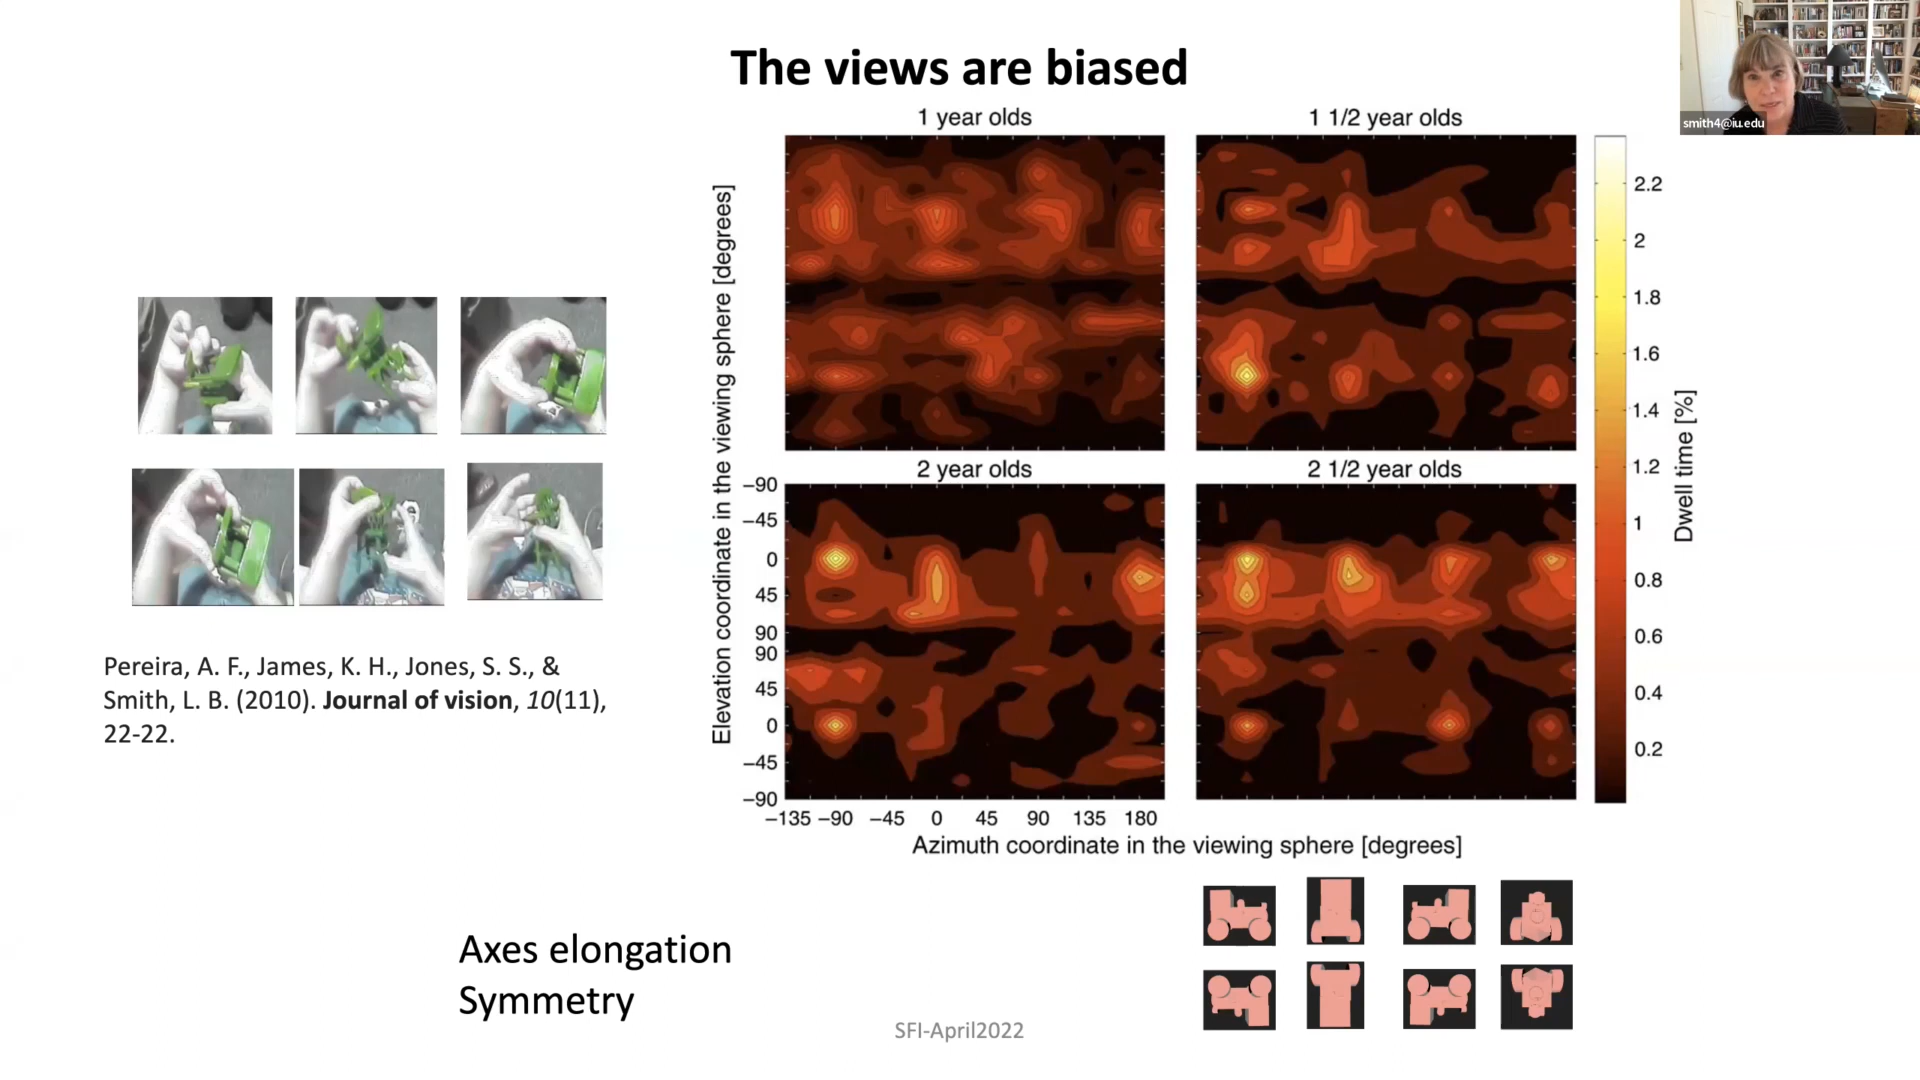 The views are biased
smith4@iu.edu
1 year olds
1 1/2 year olds
2 year olds
2 1/2 year olds
Elevation coordinate in the viewing sphere [degrees]
−90
−45
0
45
90
90
45
0
−45
−90
−135 −90 −45 0 45 90 135 180
Azimuth coordinate in the viewing sphere [degrees]
2.2
2
1.8
1.6
1.4
1.2
1
0.8
0.6
0.4
0.2
Dwell time [%]
Pereira, A. F., James, K. H., Jones, S. S., &
Smith, L. B. (2010). Journal of vision, 10(11),
22-22.
Axes elongation
Symmetry
SFI-April2022